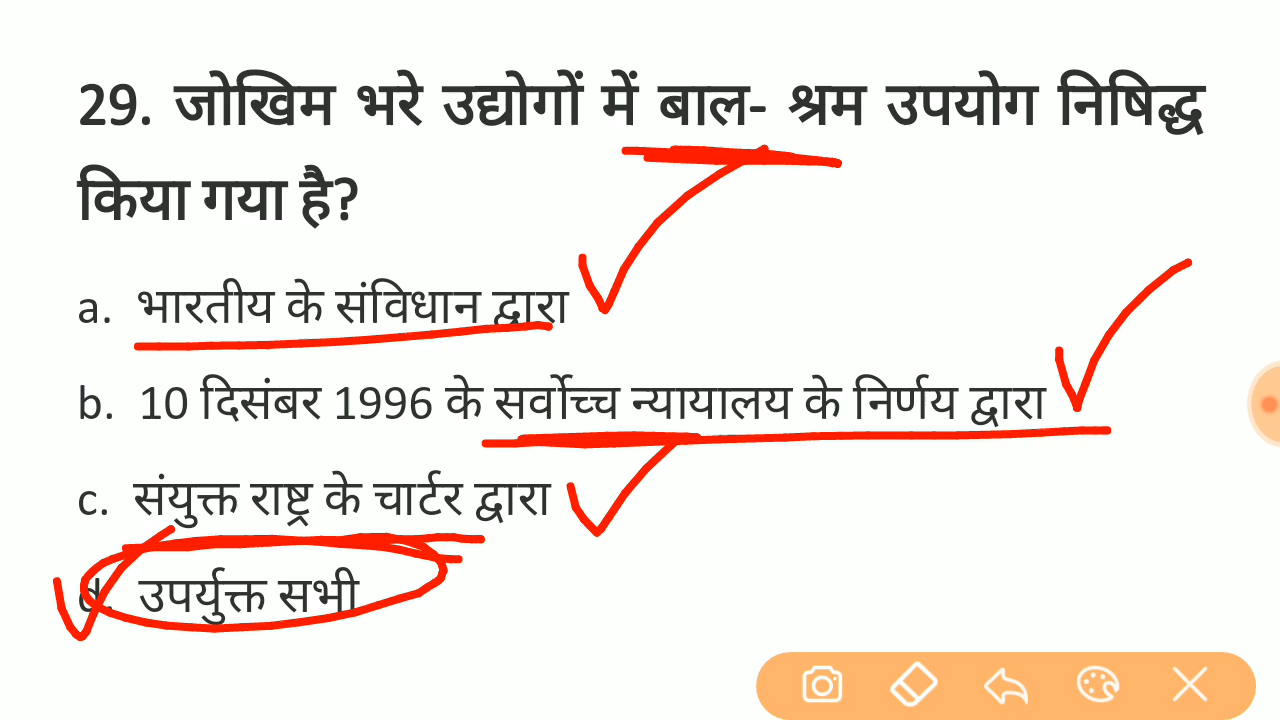 29. जोखिम भरे उद्योगों में बाल- श्रम उपयोग निषिद्ध
किया गया है?
a. भारतीय के संविधान द्वारा
b. 10 दिसंबर 1996 के सर्वोच्च न्यायालय के निर्णय द्वारा
c. संयुक्त राष्ट्र के चार्टर द्वारा
d. उपर्युक्त सभी